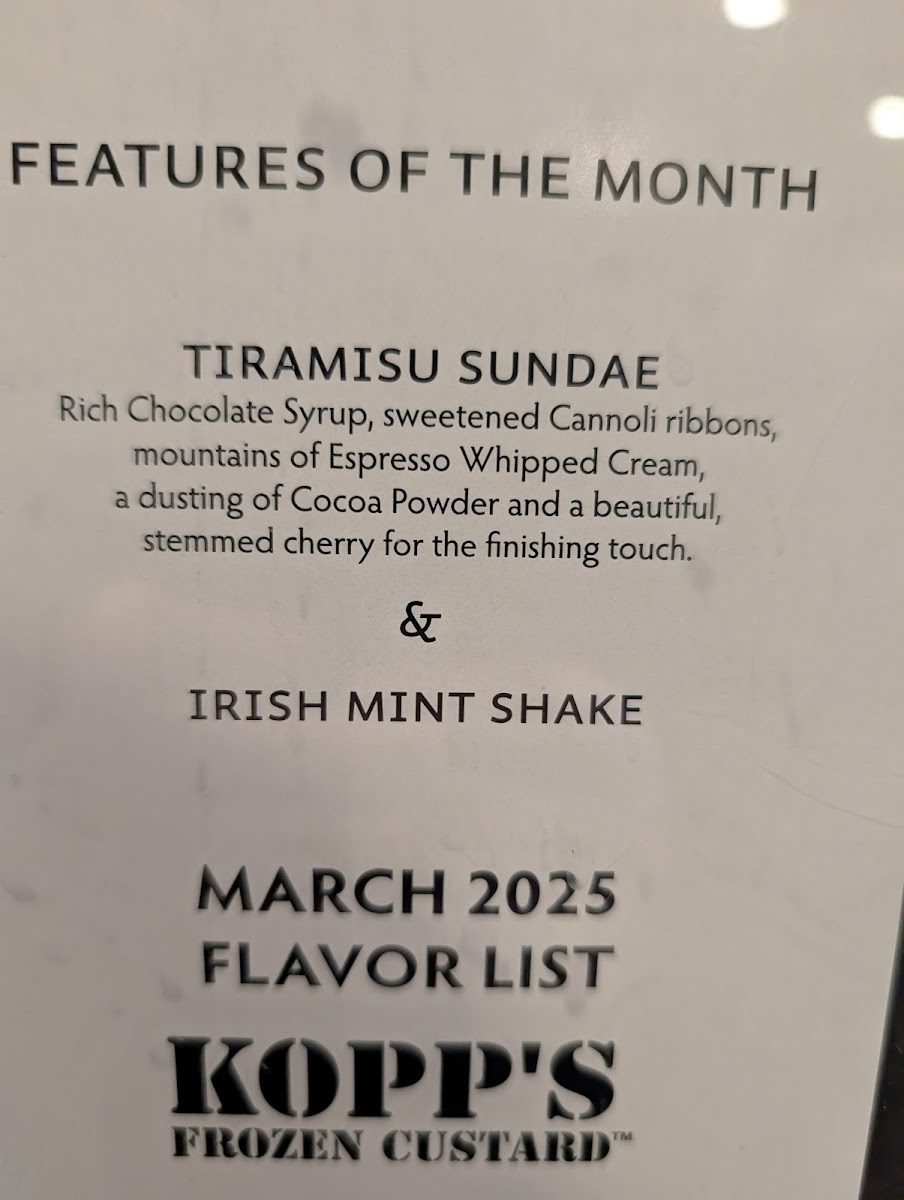 FEATURES OF THE MONTH
TIRAMISU SUNDAE
Rich Chocolate Syrup, sweetened Cannoli ribbons,
mountains of Espresso Whipped Cream,
a dusting of Cocoa Powder and a beautiful,
stemmed cherry for the finishing touch.
&
IRISH MINT SHAKE
MARCH 2025
FLAVOR LIST
KOPP'S
FROZEN CUSTARD™